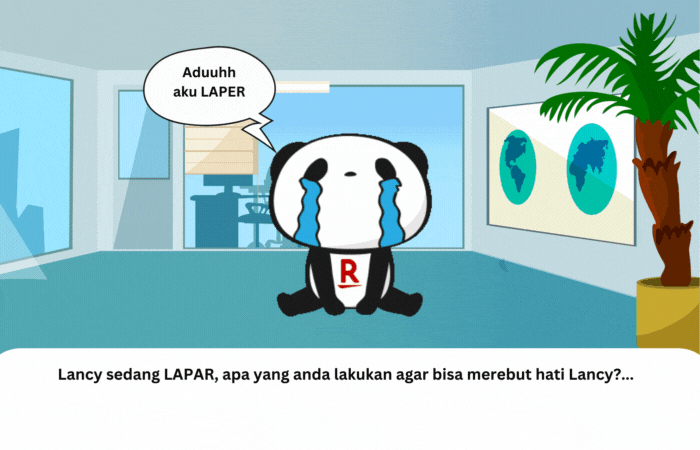 Aduuhh
aku LAPER
R
Lancy sedang LAPAR, apa yang anda lakukan agar bisa merebut hati Lancy?...